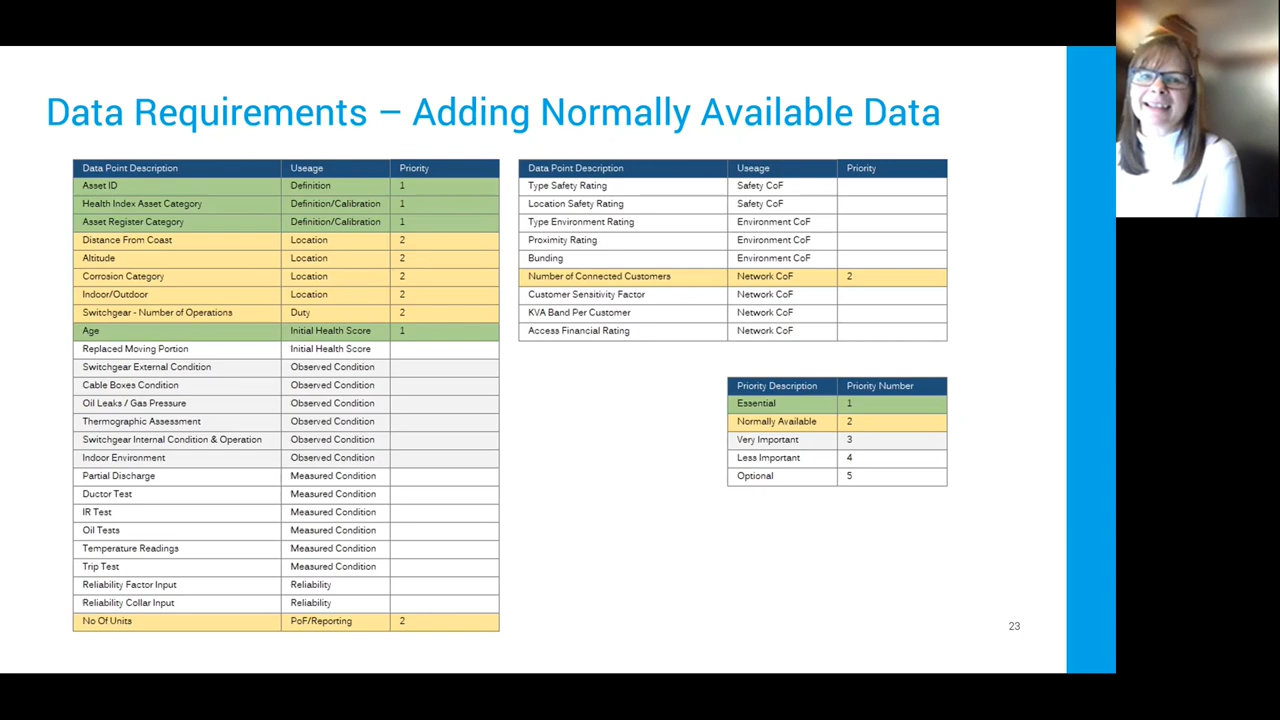 Data Requirements – Adding Normally Available Data
Data Point Description Useage Priority
Asset ID Definition 1
Health Index Asset Category Definition/Calibration 1
Asset Register Category Definition/Calibration 1
Distance From Coast Location 2
Altitude Location 2
Corrosion Category Location 2
Indoor/Outdoor Location 2
Switchgear - Number of Operations Duty 2
Age Initial Health Score 1
Replaced Moving Portion Initial Health Score
Switchgear External Condition Observed Condition
Cable Boxes Condition Observed Condition
Oil Leaks / Gas Pressure Observed Condition
Thermographic Assessment Observed Condition
Switchgear Internal Condition & Operation Observed Condition
Indoor Environment Observed Condition
Partial Discharge Measured Condition
Ductor Test Measured Condition
IR Test Measured Condition
Oil Tests Measured Condition
Temperature Readings Measured Condition
Trip Test Measured Condition
Reliability Factor Input Reliability
Reliability Collar Input Reliability
No Of Units PoF/Reporting 2
Data Point Description Useage Priority
Type Safety Rating Safety CoF
Location Safety Rating Safety CoF
Type Environment Rating Environment CoF
Proximity Rating Environment CoF
Bunding Environment CoF
Number of Connected Customers Network CoF 2
Customer Sensitivity Factor Network CoF
KVA Band Per Customer Network CoF
Access Financial Rating Network CoF
Priority Description Priority Number
Essential 1
Normally Available 2
Very Important 3
Less Important 4
Optional 5
23